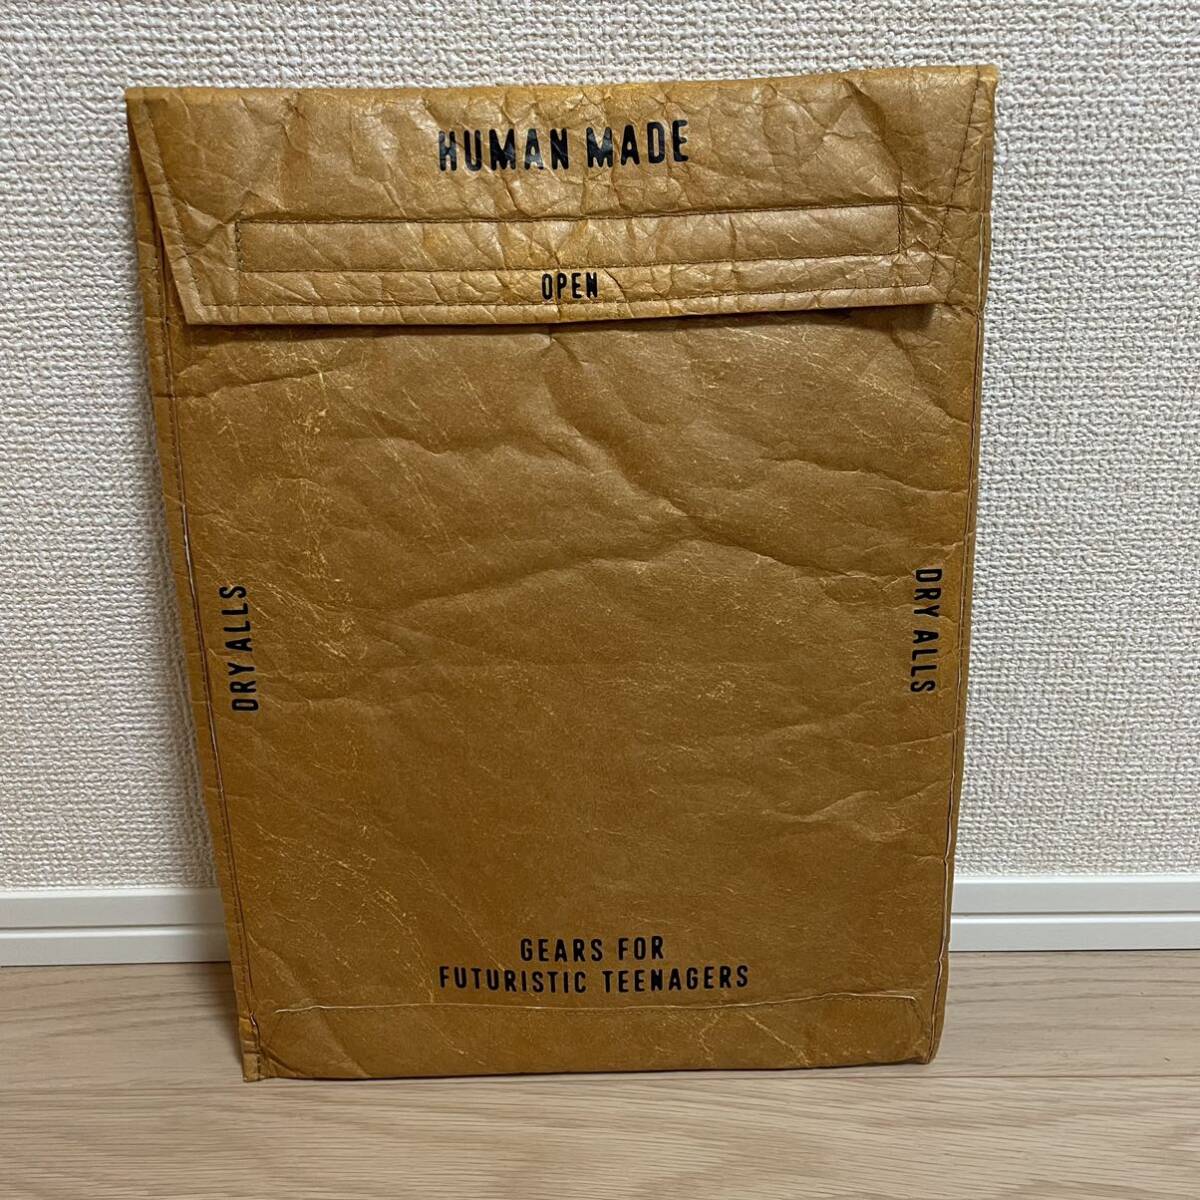 HUMAN MADE
OPEN
DRY ALLS
DRY ALLS
GEARS FOR
FUTURISTIC TEENAGERS